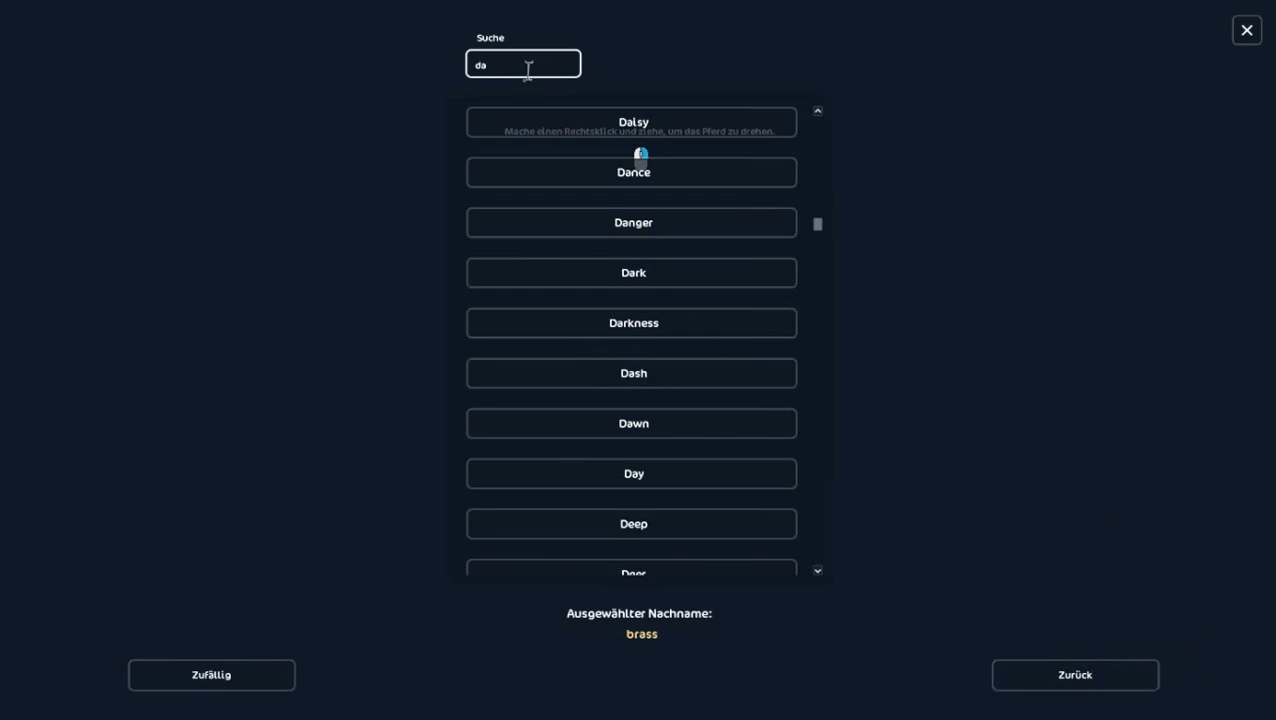 Suche
da
Daisy
Mache einen Rechtsklick und ziehe, um das Pferd zu drehen.
Dance
Danger
Dark
Darkness
Dash
Dawn
Day
Deep
Ausgewählter Nachname:
brass
Zufällig
Zurück